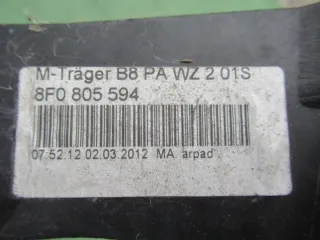 M-Träger B8 PA WZ 2 01S
8F0 805 594
07:52:12 02.03.2012 MA arpad